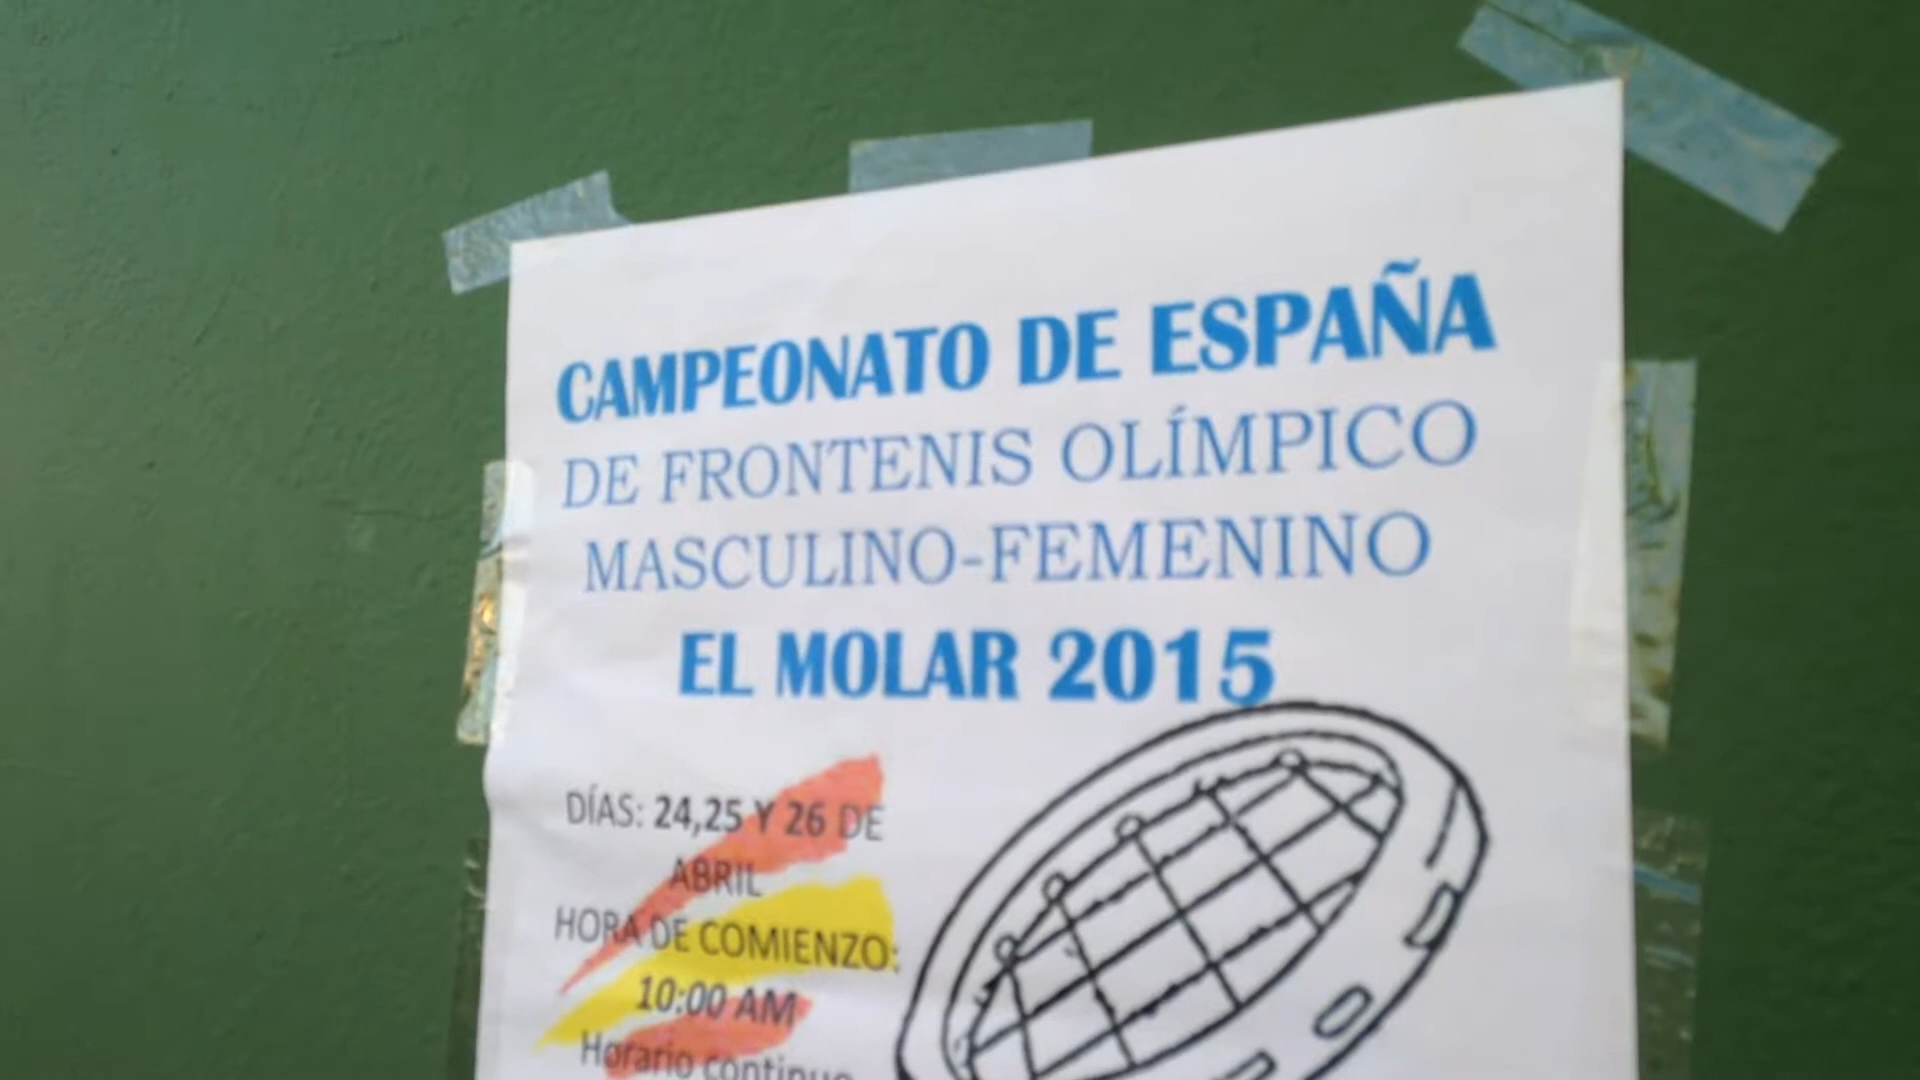 CAMPEONATO DE ESPAÑA
DE FRONTENIS OLÍMPICO
MASCULINO-FEMENINO
EL MOLAR 2015
DÍAS: 24,25 Y 26 DE
ABRIL
HORA DE COMIENZO:
10:00 AM
Horario continuo